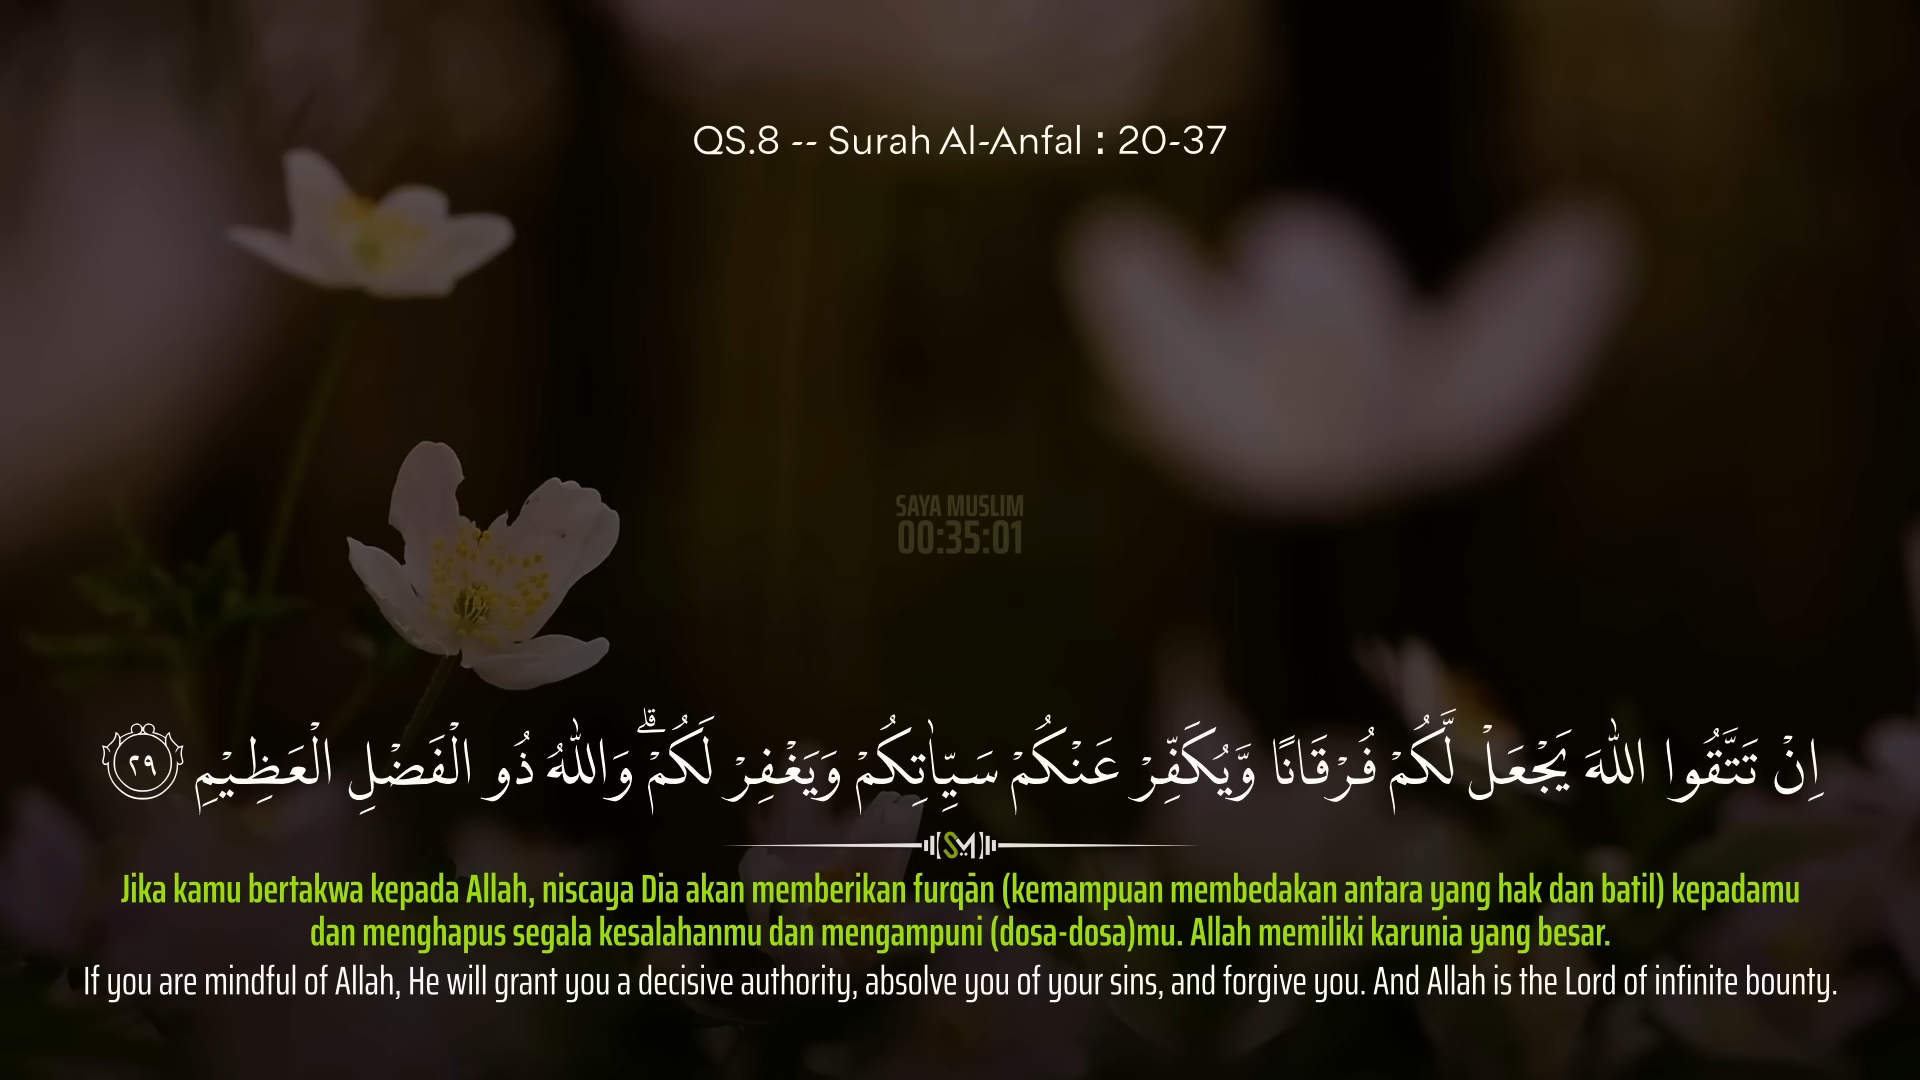 QS.8 -- Surah Al-Anfal : 20-37
SAYA MUSLIM
00:35:01
اِنْ تَتَّقُوا اللّٰهَ يَجْعَلْ لَّكُمْ فُرْقَانًا وَّيُكَفِّرْ عَنْكُمْ سَيِّاٰتِكُمْ وَيَغْفِرْ لَكُمْۗ وَاللّٰهُ ذُو الْفَضْلِ الْعَظِيْمِ ٢٩
SM
Jika kamu bertakwa kepada Allah, niscaya Dia akan memberikan furqān (kemampuan membedakan antara yang hak dan batil) kepadamu
dan menghapus segala kesalahanmu dan mengampuni (dosa-dosa)mu. Allah memiliki karunia yang besar.
If you are mindful of Allah, He will grant you a decisive authority, absolve you of your sins, and forgive you. And Allah is the Lord of infinite bounty.